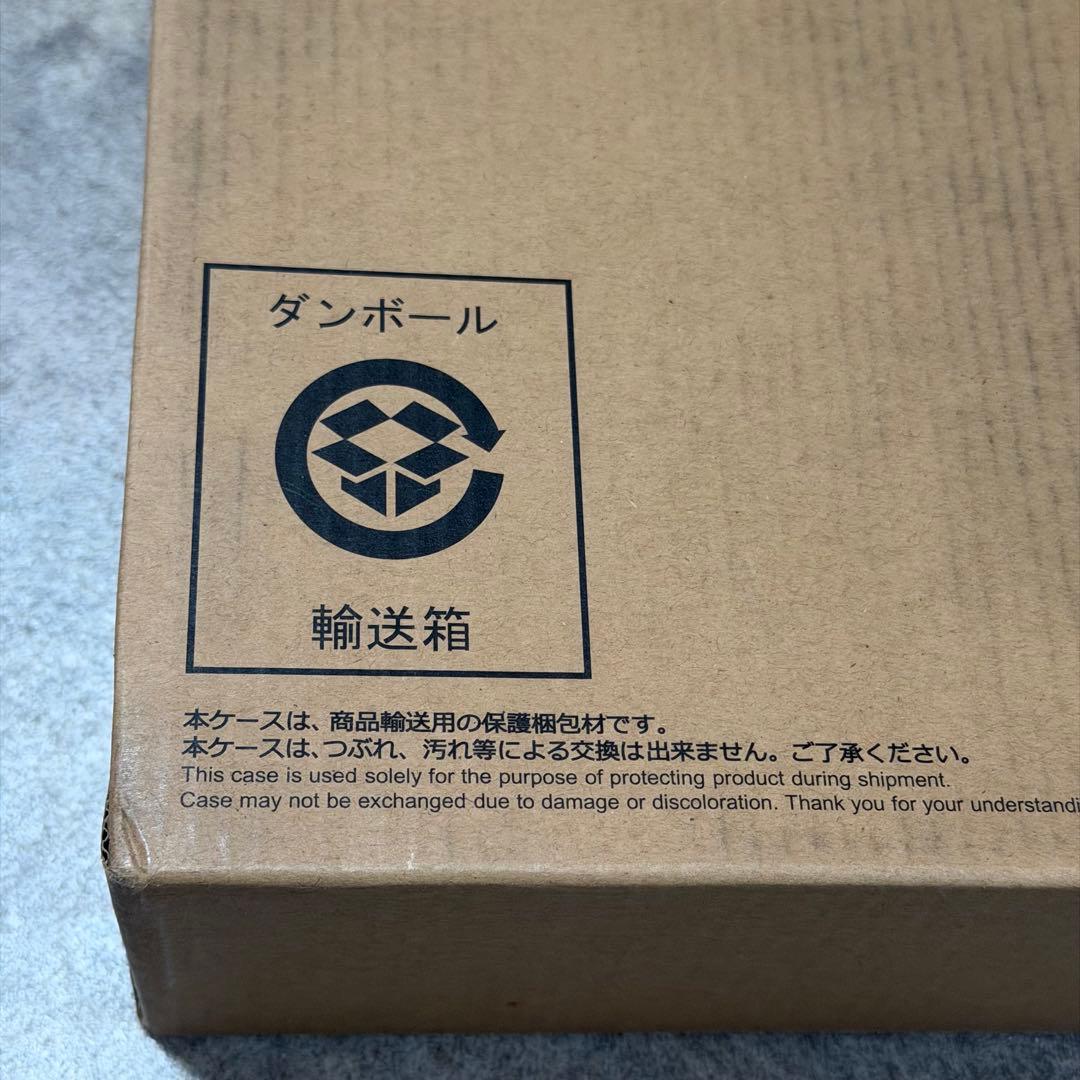 ダンボール
輸送箱
本ケースは、商品輸送用の保護梱包材です。
本ケースは、つぶれ、汚れ等による交換は出来ません。ご了承ください。
This case is used solely for the purpose of protecting product during shipment.
Case may not be exchanged due to damage or discoloration. Thank you for your